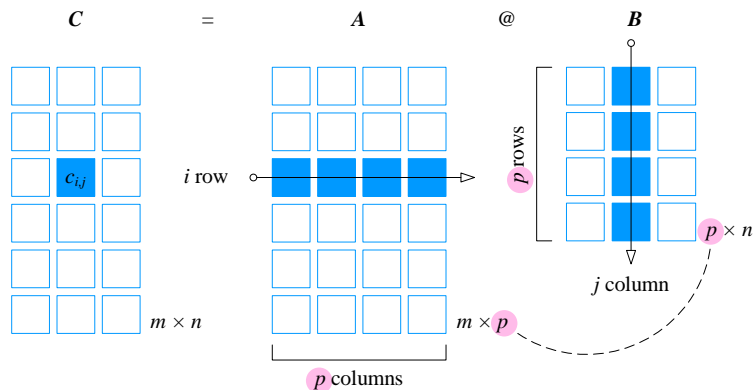 C = A @ B
c_{i,j}
i row
p rows
p × n
j column
m × n
m × p
p columns